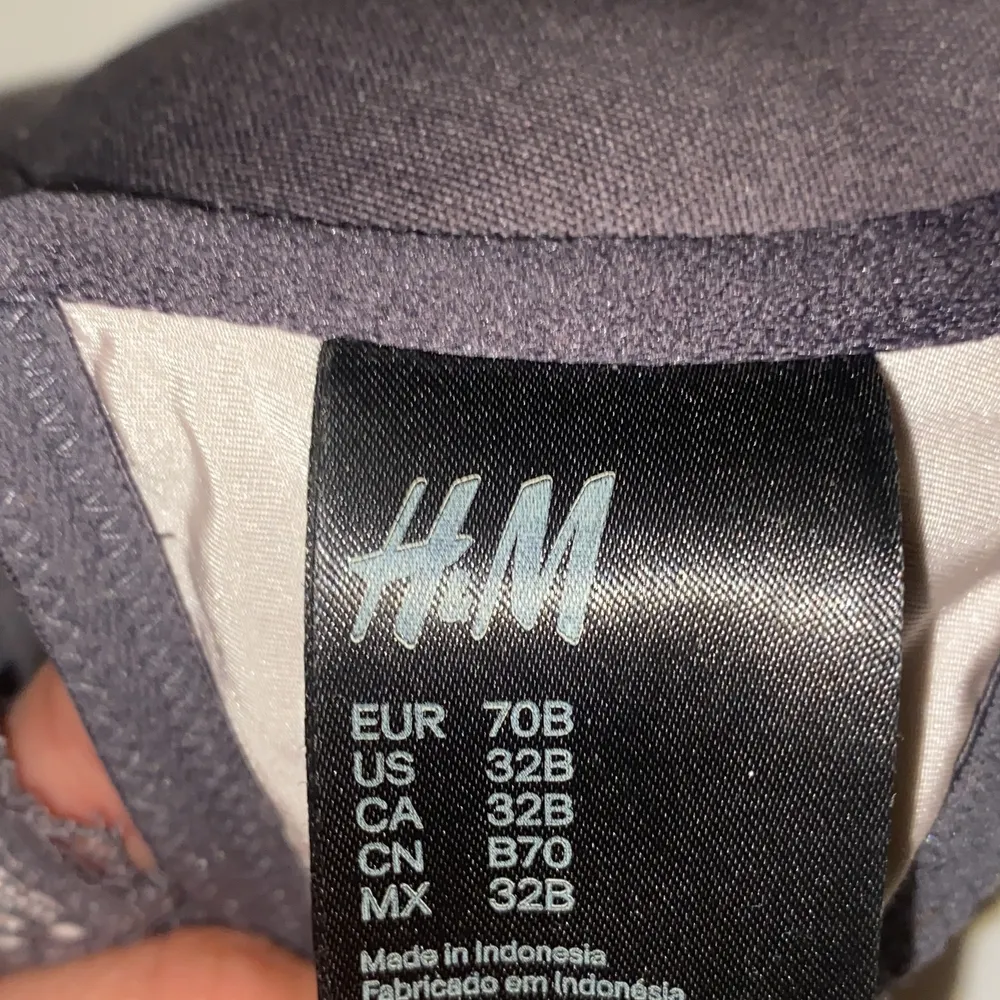 H&M
EUR 70B
US 32B
CA 32B
CN B70
MX 32B
Made in Indonesia
Fabricado em Indonésia